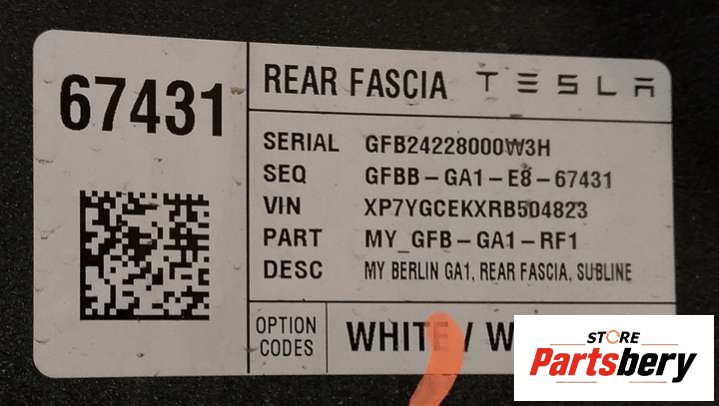 67431
REAR FASCIA TESLA
SERIAL GFB24228000W3H
SEQ GFBB-GA1-E8-67431
VIN XP7YGCEKXRB504823
PART MY_GFB-GA1-RF1
DESC MY BERLIN GA1, REAR FASCIA, SUBLINE
OPTION CODES WHITE / W
STORE
Partsbery